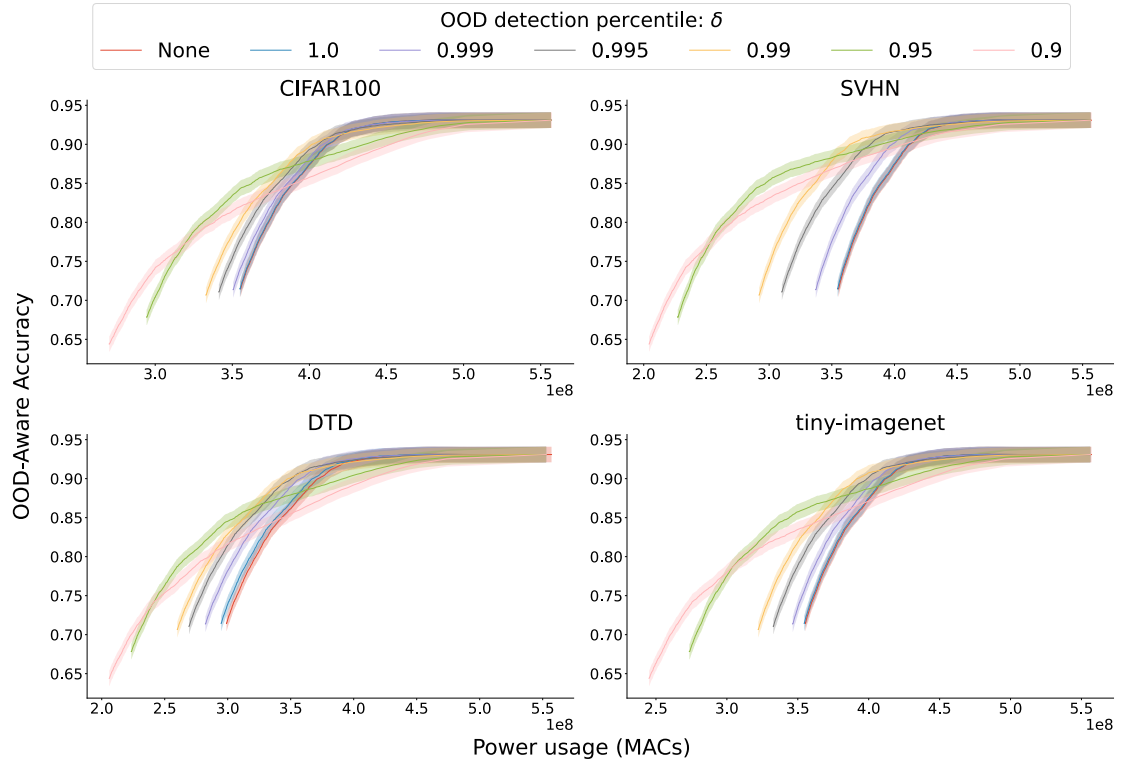 OOD detection percentile: δ
None 1.0 0.999 0.995 0.99 0.95 0.9
CIFAR100
SVHN
0.95
0.90
0.85
0.80
0.75
0.70
0.65
3.0 3.5 4.0 4.5 5.0 5.5
1e8
0.95
0.90
0.85
0.80
0.75
0.70
0.65
2.0 2.5 3.0 3.5 4.0 4.5 5.0 5.5
1e8
DTD
tiny-imagenet
0.95
0.90
0.85
0.80
0.75
0.70
0.65
2.0 2.5 3.0 3.5 4.0 4.5 5.0 5.5
1e8
0.95
0.90
0.85
0.80
0.75
0.70
0.65
2.5 3.0 3.5 4.0 4.5 5.0 5.5
1e8
OOD-Aware Accuracy
Power usage (MACs)